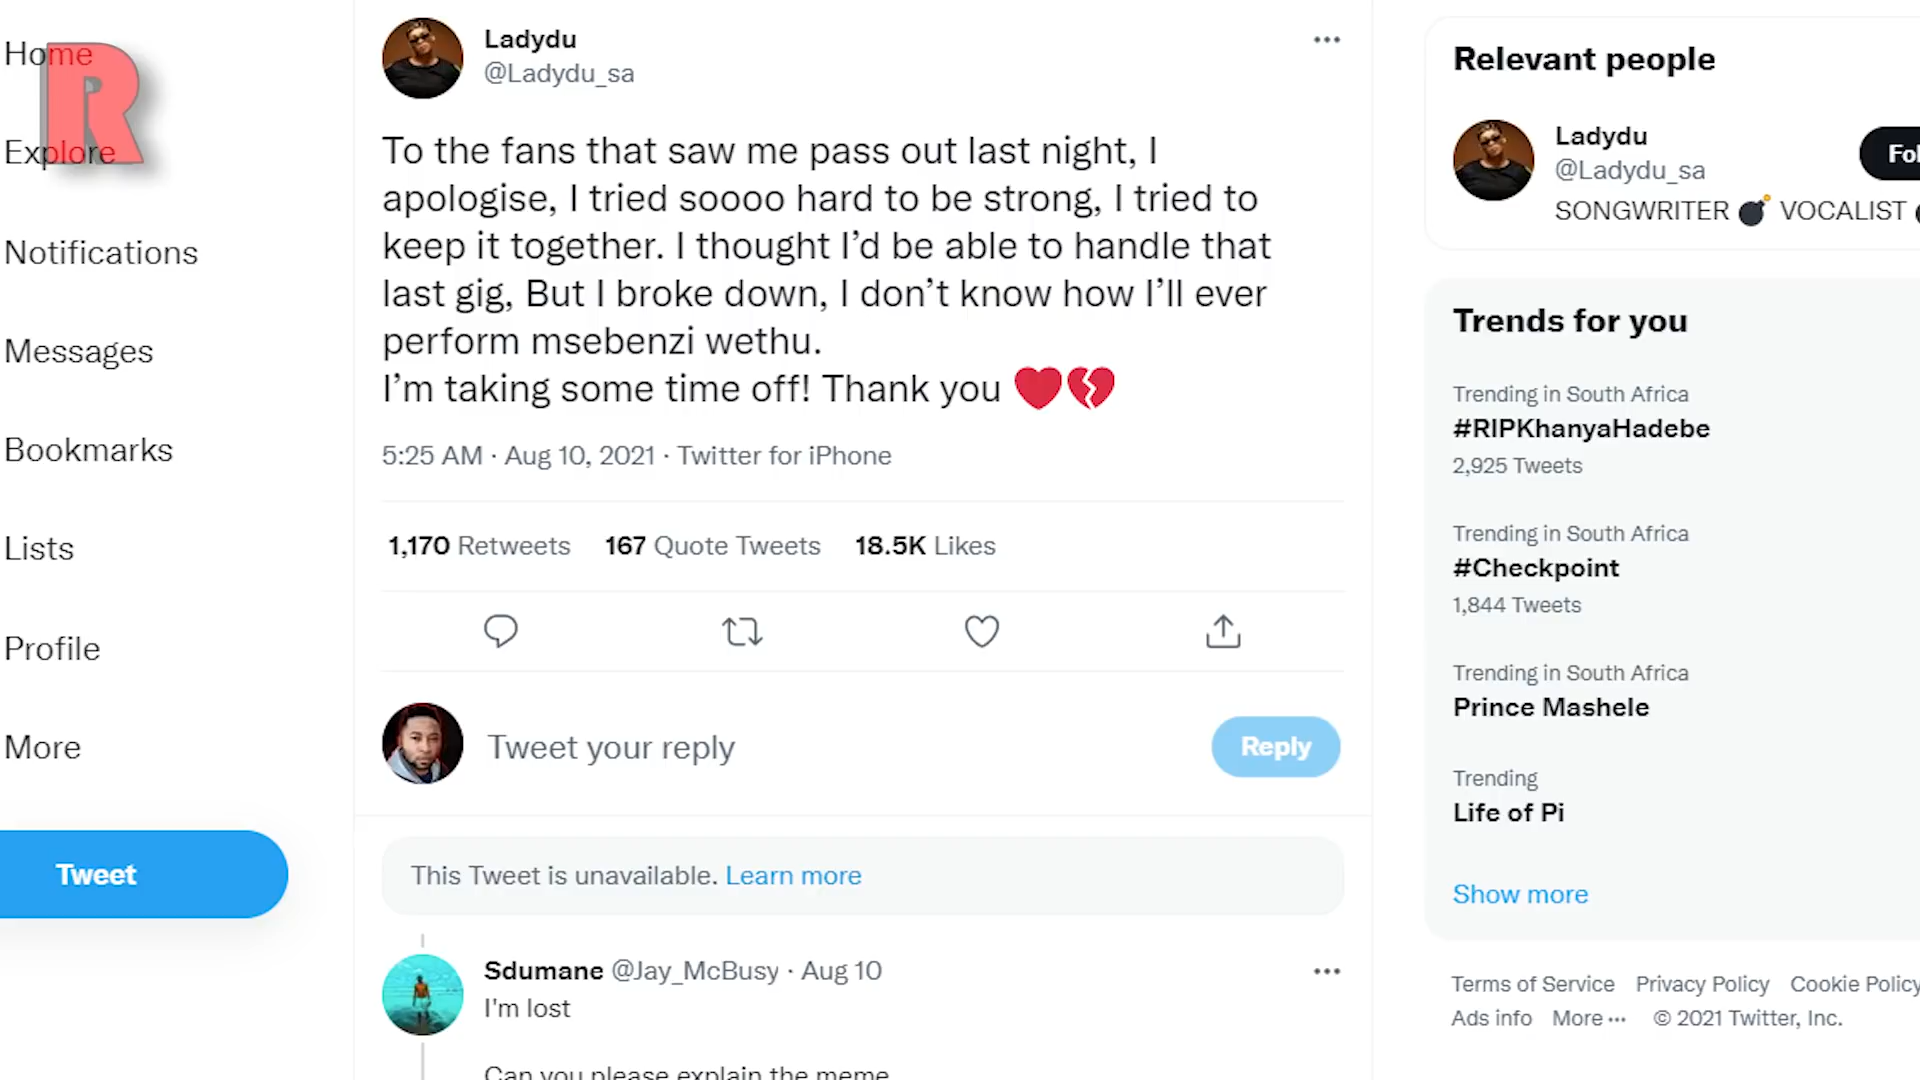 Home
R
Explore
Notifications
Messages
Bookmarks
Lists
Profile
More
Tweet
Ladydu
@Ladydu_sa
To the fans that saw me pass out last night, I
apologise, I tried soooo hard to be strong, I tried to
keep it together. I thought I’d be able to handle that
last gig, But I broke down, I don’t know how I’ll ever
perform msebenzi wethu.
I’m taking some time off! Thank you ❤️💔
5:25 AM · Aug 10, 2021 · Twitter for iPhone
1,170 Retweets 167 Quote Tweets 18.5K Likes
Tweet your reply
Reply
This Tweet is unavailable. Learn more
Sdumane @Jay_McBusy · Aug 10
I'm lost
Can you please explain the meme
Relevant people
Ladydu
@Ladydu_sa
SONGWRITER 💣 VOCALIST
Trends for you
Trending in South Africa
#RIPKhanyaHadebe
2,925 Tweets
Trending in South Africa
#Checkpoint
1,844 Tweets
Trending in South Africa
Prince Mashele
Trending
Life of Pi
Show more
Terms of Service Privacy Policy Cookie Policy
Ads info More ··· © 2021 Twitter, Inc.